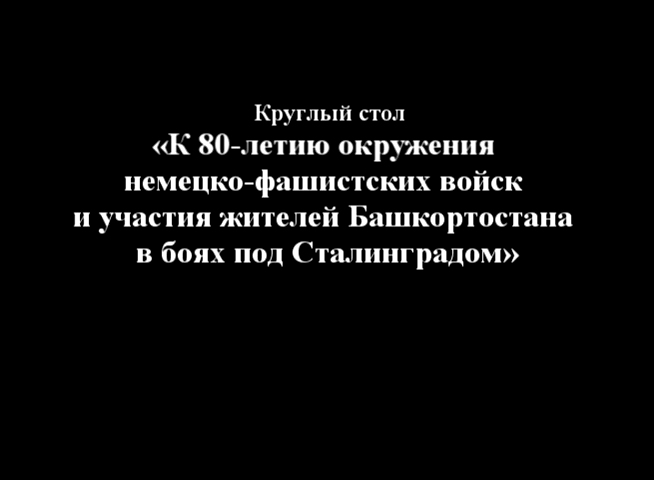 Круглый стол
«К 80-летию окружения
немецко-фашистских войск
и участия жителей Башкортостана
в боях под Сталинградом»